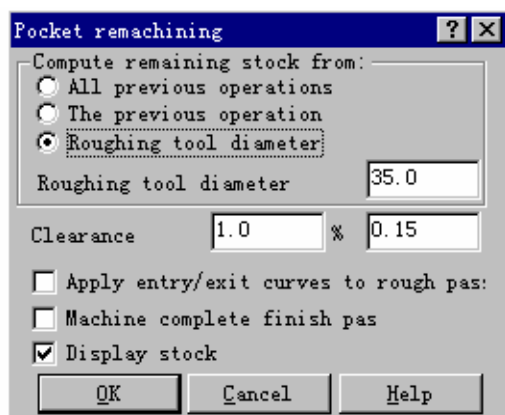 Pocket remachining ? X
Compute remaining stock from:
All previous operations
The previous operation
Roughing tool diameter
Roughing tool diameter 35.0
Clearance 1.0 % 0.15
Apply entry/exit curves to rough pas:
Machine complete finish pas
Display stock
OK Cancel Help